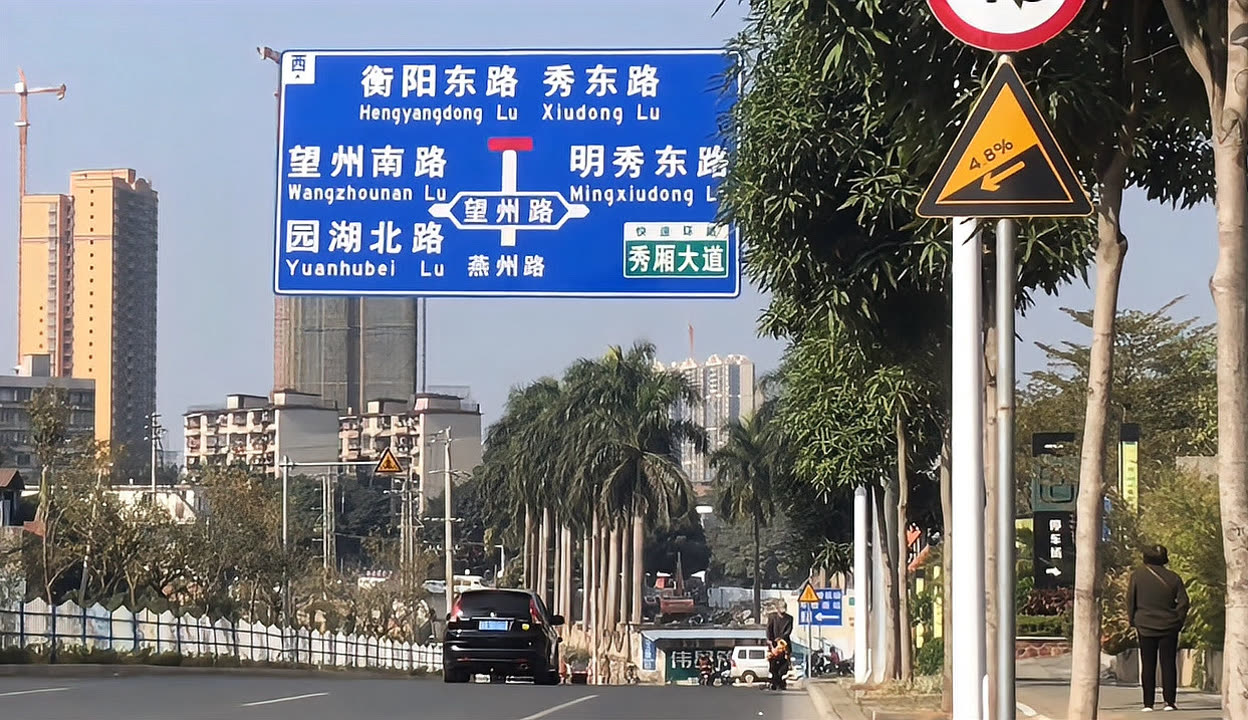 西
衡阳东路 秀东路
Hengyangdong Lu Xiudong Lu
望州南路
Wangzhounan Lu
明秀东路
Mingxiudong L
望州路
园湖北路
Yuanhubei Lu
燕州路
快速环
秀厢大道
4.8%
停车场